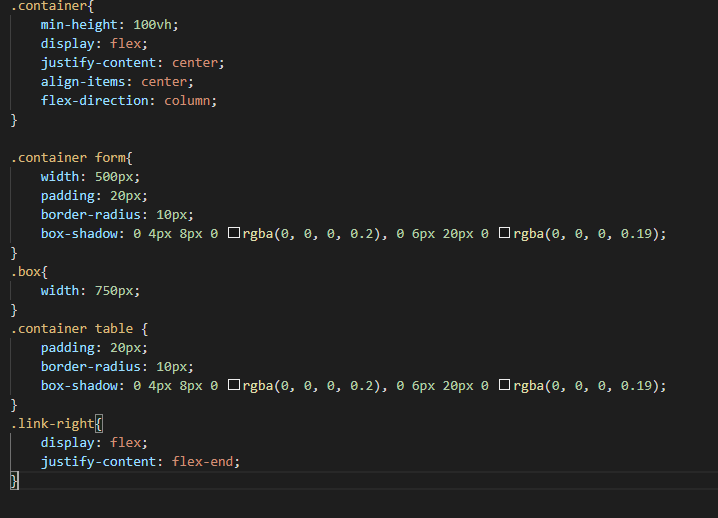 .container{
    min-height: 100vh;
    display: flex;
    justify-content: center;
    align-items: center;
    flex-direction: column;
}

.container form{
    width: 500px;
    padding: 20px;
    border-radius: 10px;
    box-shadow: 0 4px 8px 0 rgba(0, 0, 0, 0.2), 0 6px 20px 0 rgba(0, 0, 0, 0.19);
}
.box{
    width: 750px;
}
.container table {
    padding: 20px;
    border-radius: 10px;
    box-shadow: 0 4px 8px 0 rgba(0, 0, 0, 0.2), 0 6px 20px 0 rgba(0, 0, 0, 0.19);
}
.link-right{
    display: flex;
    justify-content: flex-end;
}